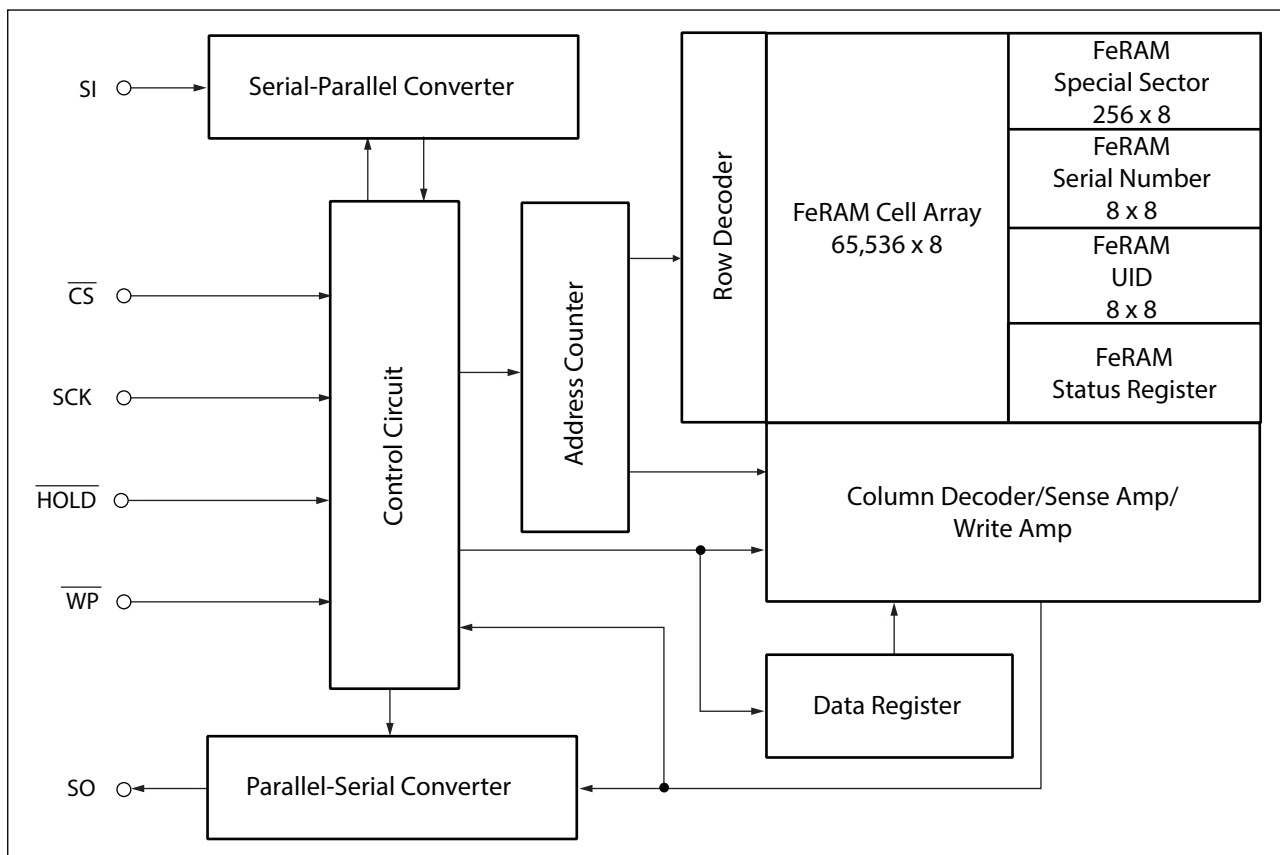 SI
Serial-Parallel Converter
CS
SCK
HOLD
WP
SO
Control Circuit
Address Counter
Row Decoder
FeRAM Cell Array
65,536 x 8
FeRAM
Special Sector
256 x 8
FeRAM
Serial Number
8 x 8
FeRAM
UID
8 x 8
FeRAM
Status Register
Column Decoder/Sense Amp/
Write Amp
Data Register
Parallel-Serial Converter